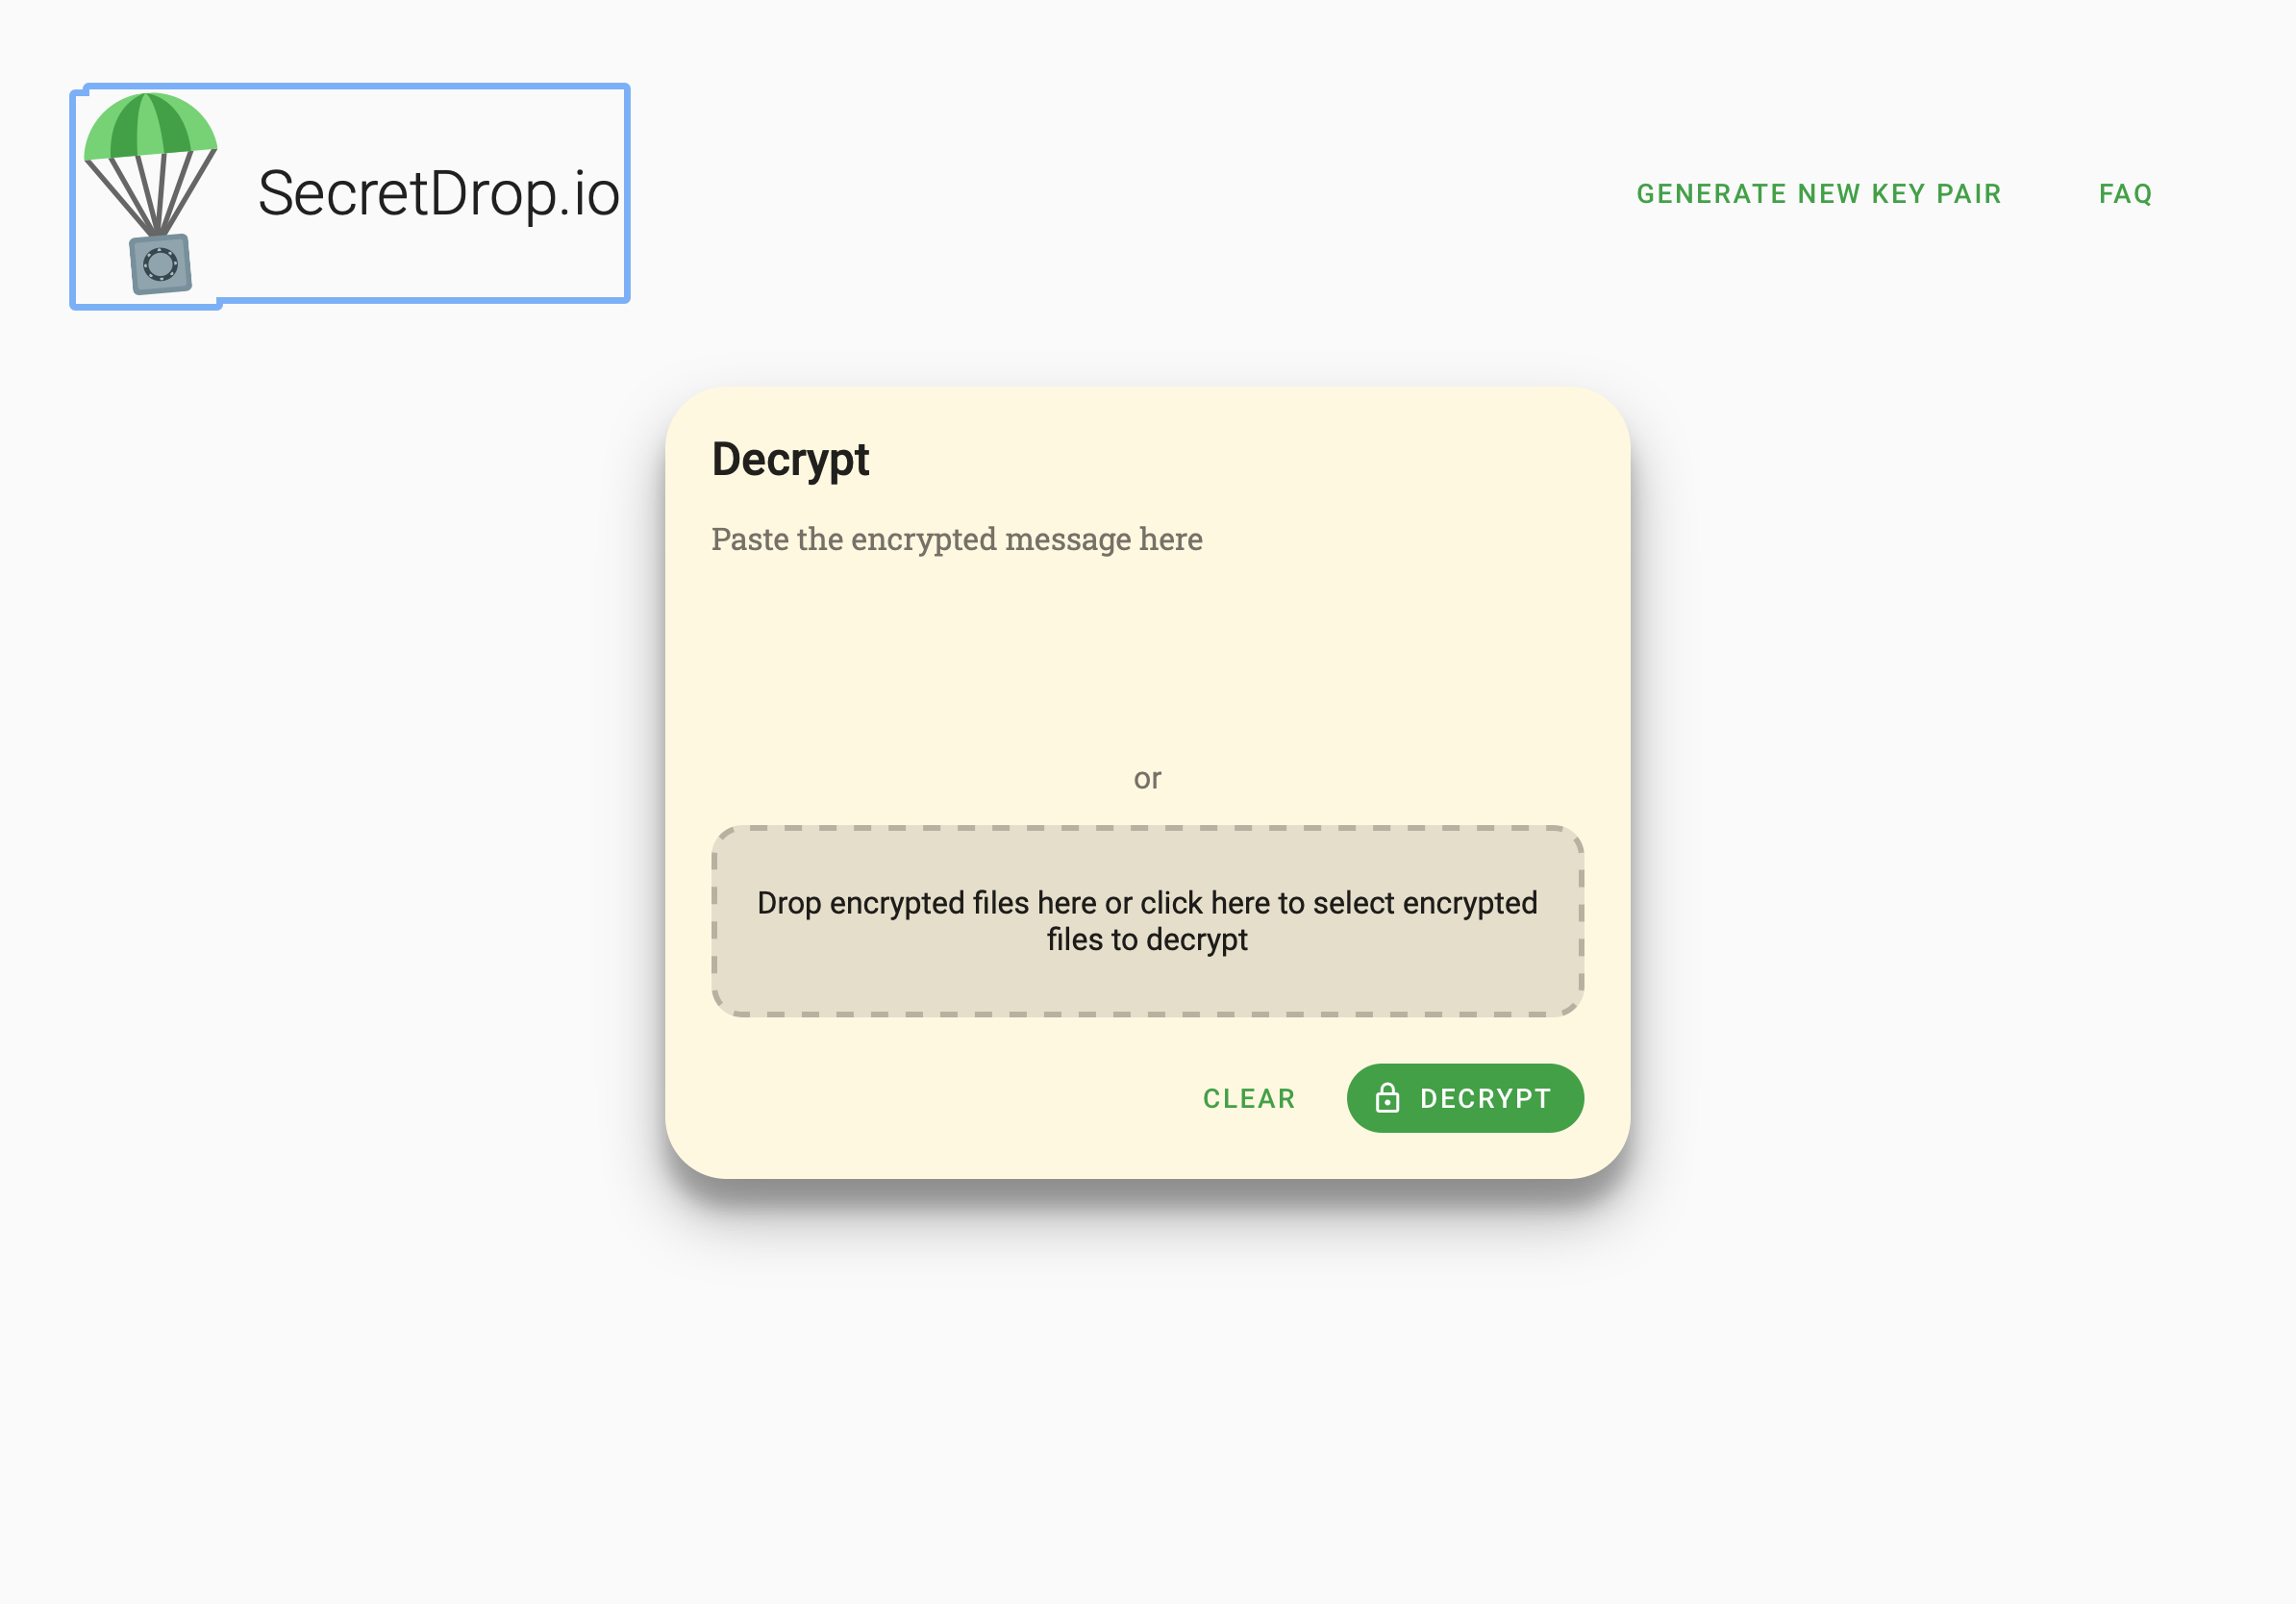 SecretDrop.io
GENERATE NEW KEY PAIR
FAQ
Decrypt
Paste the encrypted message here
or
Drop encrypted files here or click here to select encrypted
files to decrypt
CLEAR
DECRYPT